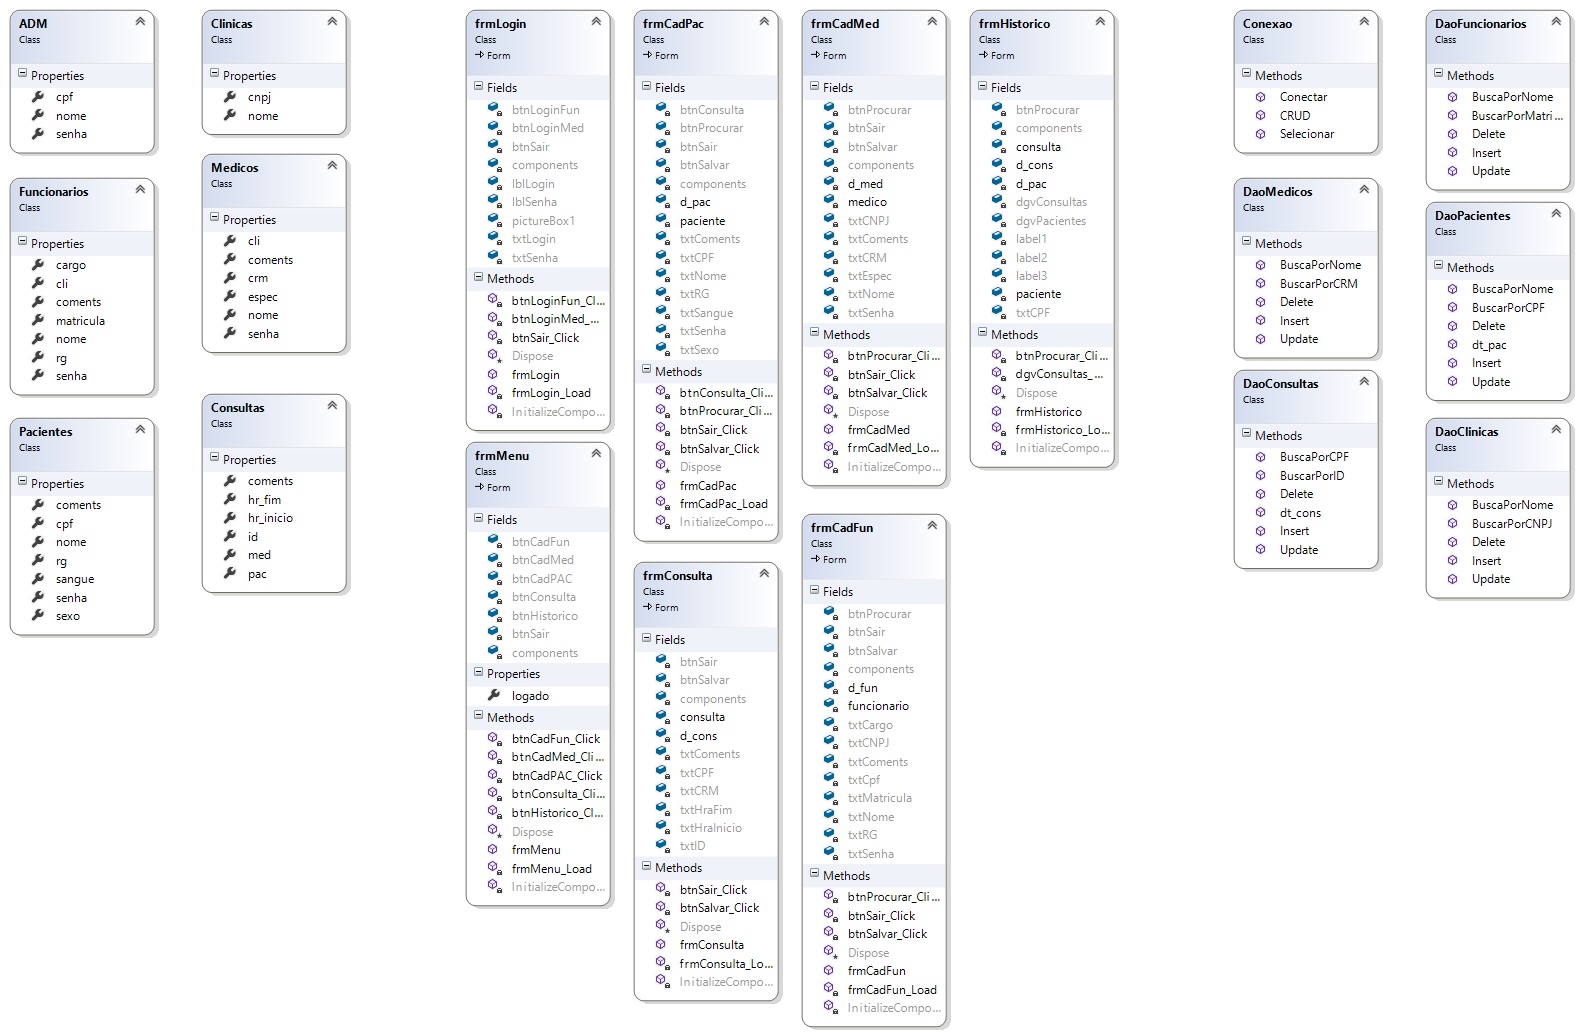 ADM
Class
Properties
cpf
nome
senha
Funcionarios
Class
Properties
cargo
cli
coments
matricula
nome
rg
senha
Pacientes
Class
Properties
coments
cpf
nome
rg
sangue
senha
sexo
Clinicas
Class
Properties
cnpj
nome
Medicos
Class
Properties
cli
coments
crm
espec
nome
senha
Consultas
Class
Properties
coments
hr_fim
hr_inicio
id
med
pac
frmLogin
Class
Form
Fields
btnLoginFun
btnLoginMed
btnSair
components
lblLogin
lblSenha
pictureBox1
txtLogin
txtSenha
Methods
btnLoginFun_Cl...
btnLoginMed_...
btnSair_Click
Dispose
frmLogin
frmLogin_Load
InitializeCompo...
frmMenu
Class
Form
Fields
btnCadFun
btnCadMed
btnCadPAC
btnConsulta
btnHistorico
btnSair
components
Properties
logado
Methods
btnCadFun_Click
btnCadMed_Cli...
btnCadPAC_Click
btnConsulta_Cli...
btnHistorico_Cl...
Dispose
frmMenu
frmMenu_Load
InitializeCompo...
frmCadPac
Class
Form
Fields
btnConsulta
btnProcurar
btnSair
btnSalvar
components
d_pac
paciente
txtComents
txtCPF
txtNome
txtRG
txtSangue
txtSenha
txtSexo
Methods
btnConsulta_Cli...
btnProcurar_Cli...
btnSair_Click
btnSalvar_Click
Dispose
frmCadPac
frmCadPac_Load
InitializeCompo...
frmConsulta
Class
Form
Fields
btnSair
btnSalvar
components
consulta
d_cons
txtComents
txtCPF
txtCRM
txtHraFim
txtHraInicio
txtID
Methods
btnSair_Click
btnSalvar_Click
Dispose
frmConsulta
frmConsulta_Lo...
InitializeCompo...
frmCadMed
Class
Form
Fields
btnProcurar
btnSair
btnSalvar
components
d_med
medico
txtCNPJ
txtComents
txtCRM
txtEspec
txtNome
txtSenha
Methods
btnProcurar_Cli...
btnSair_Click
btnSalvar_Click
Dispose
frmCadMed
frmCadMed_Lo...
InitializeCompo...
frmCadFun
Class
Form
Fields
btnProcurar
btnSair
btnSalvar
components
d_fun
funcionario
txtCargo
txtCNPJ
txtComents
txtCpf
txtMatricula
txtNome
txtRG
txtSenha
Methods
btnProcurar_Cli...
btnSair_Click
btnSalvar_Click
Dispose
frmCadFun
frmCadFun_Load
InitializeCompo...
frmHistorico
Class
Form
Fields
btnProcurar
components
consulta
d_cons
d_pac
dgvConsultas
dgvPacientes
label1
label2
label3
paciente
txtCPF
Methods
btnProcurar_Cli...
dgvConsultas_...
Dispose
frmHistorico
frmHistorico_Lo...
InitializeCompo...
Conexao
Class
Methods
Conectar
CRUD
Selecionar
DaoMedicos
Class
Methods
BuscaPorNome
BuscarPorCRM
Delete
Insert
Update
DaoConsultas
Class
Methods
BuscaPorCPF
BuscarPorID
Delete
dt_cons
Insert
Update
DaoFuncionarios
Class
Methods
BuscaPorNome
BuscarPorMatri...
Delete
Insert
Update
DaoPacientes
Class
Methods
BuscaPorNome
BuscarPorCPF
Delete
dt_pac
Insert
Update
DaoClinicas
Class
Methods
BuscaPorNome
BuscarPorCNPJ
Delete
Insert
Update